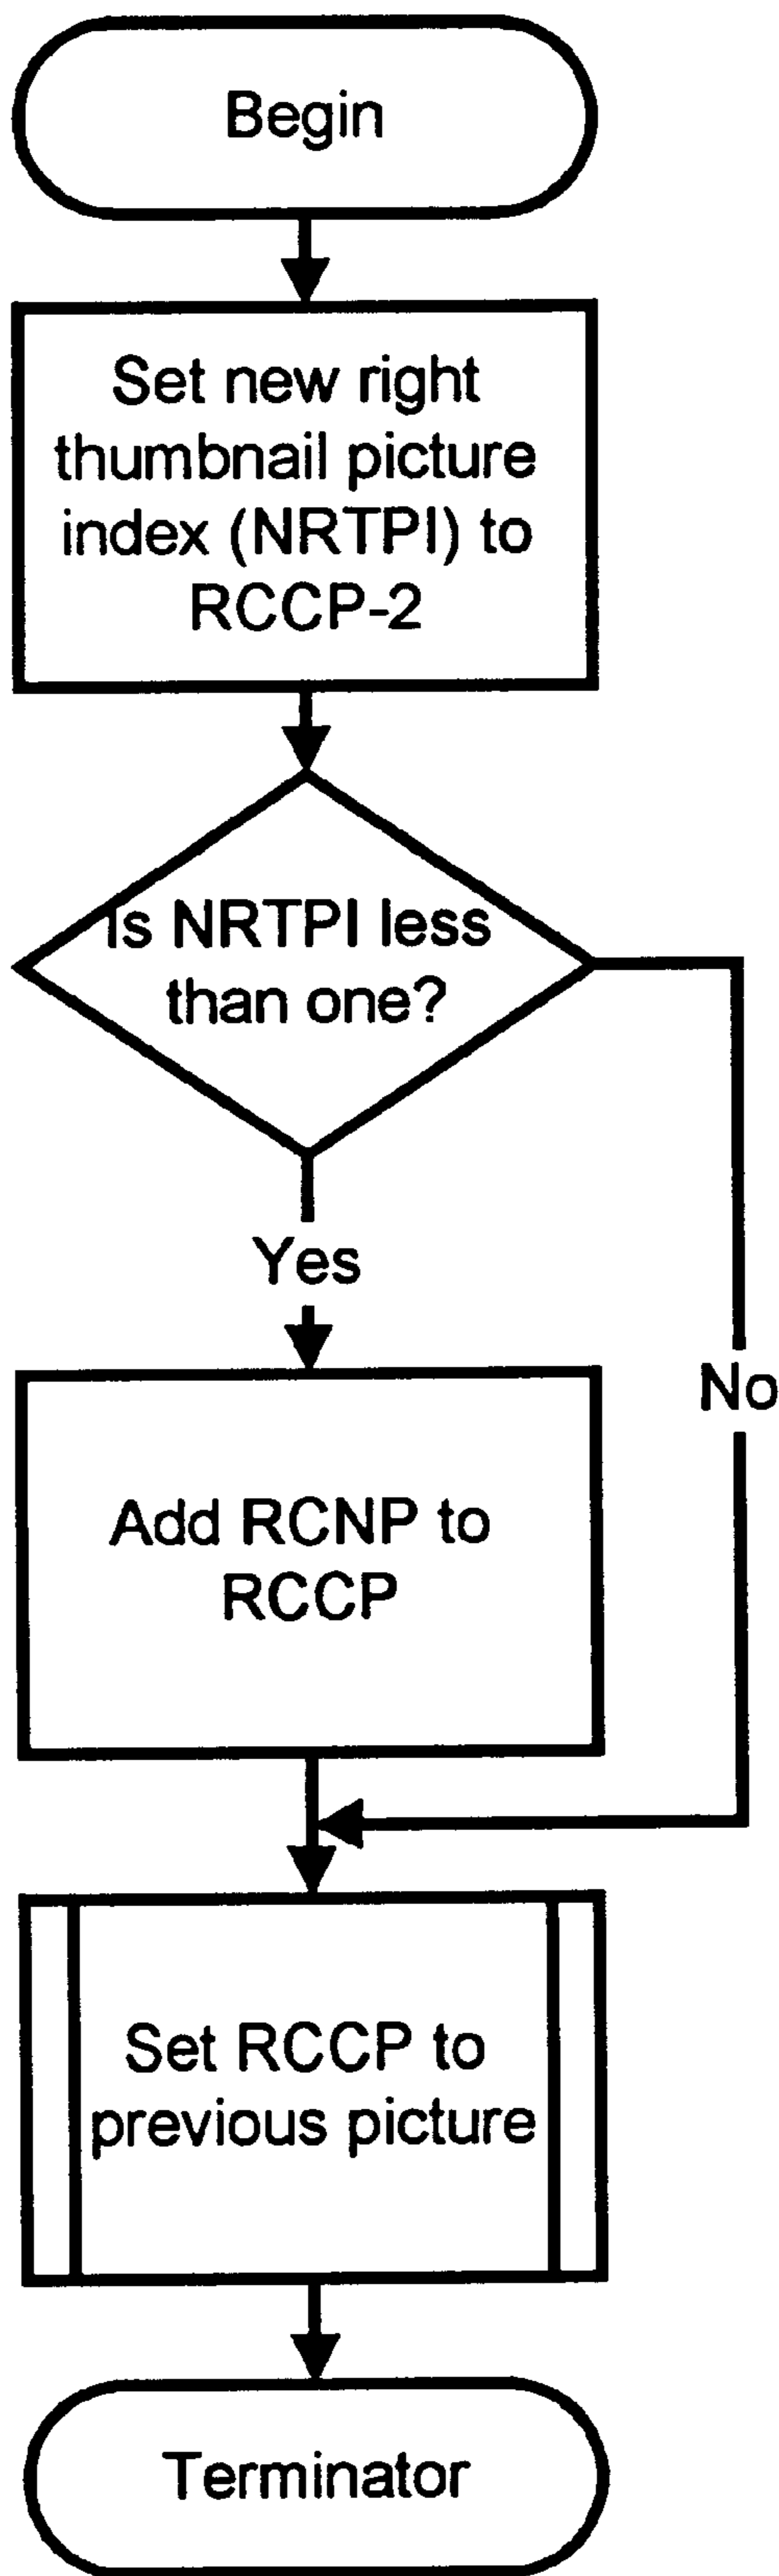 Begin
Set new right
thumbnail picture
index (NRTPI) to
RCCP-2
Is NRTPI less
than one?
Yes
No
Add RCNP to
RCCP
Set RCCP to
previous picture
Terminator